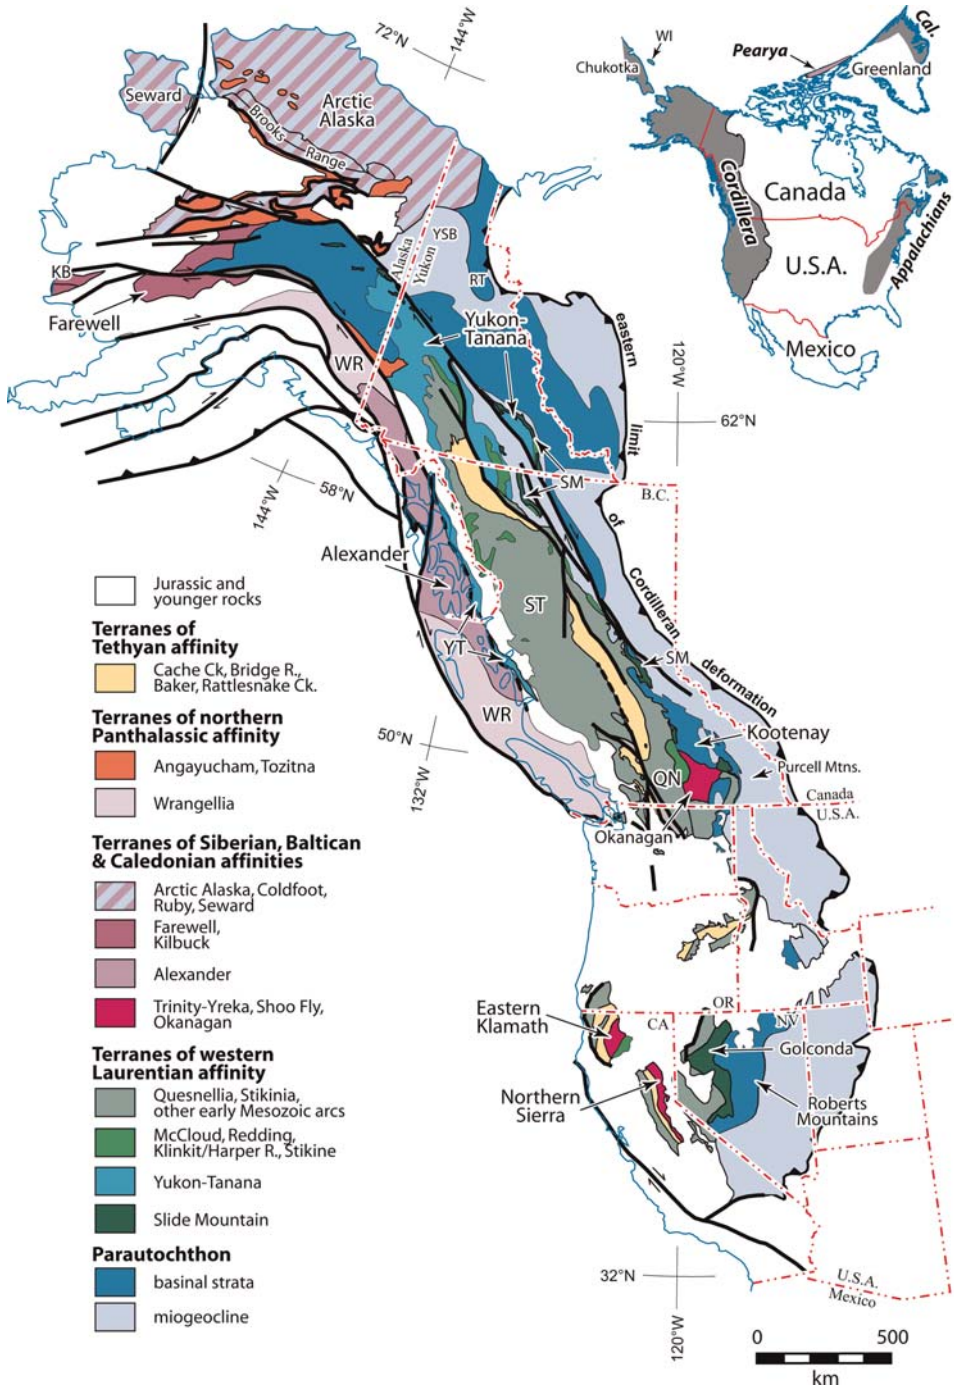 72°N
144°W
WI
Chukotka
Pearya
Cal.
Greenland
Canada
Cordillera
U.S.A.
Appalachians
Mexico
Seward
Arctic
Alaska
Brooks
Range
YSB
Alaska
Yukon
RT
KB
Farewell
Yukon-
Tanana
WR
eastern
limit
of
Cordilleran
deformation
120°W
62°N
SM
B.C.
144°W
58°N
Alexander
ST
YT
SM
WR
50°N
132°W
Kootenay
Purcell Mtns.
QN
Canada
U.S.A.
Okanagan
?
Jurassic and
younger rocks
Terranes of
Tethyan affinity
Cache Ck, Bridge R.,
Baker, Rattlesnake Ck.
Terranes of northern
Panthalassic affinity
Angayucham, Tozitna
Wrangellia
Terranes of Siberian, Baltican
& Caledonian affinities
Arctic Alaska, Coldfoot,
Ruby, Seward
Farewell,
Kilbuck
Alexander
Trinity-Yreka, Shoo Fly,
Okanagan
Terranes of western
Laurentian affinity
Quesnellia, Stikinia,
other early Mesozoic arcs
McCloud, Redding,
Klinkit/Harper R., Stikine
Yukon-Tanana
Slide Mountain
Parautochthon
basinal strata
miogeocline
Eastern
Klamath
OR
CA
NV
Golconda
Northern
Sierra
Roberts
Mountains
32°N
120°W
U.S.A.
Mexico
0 500
km